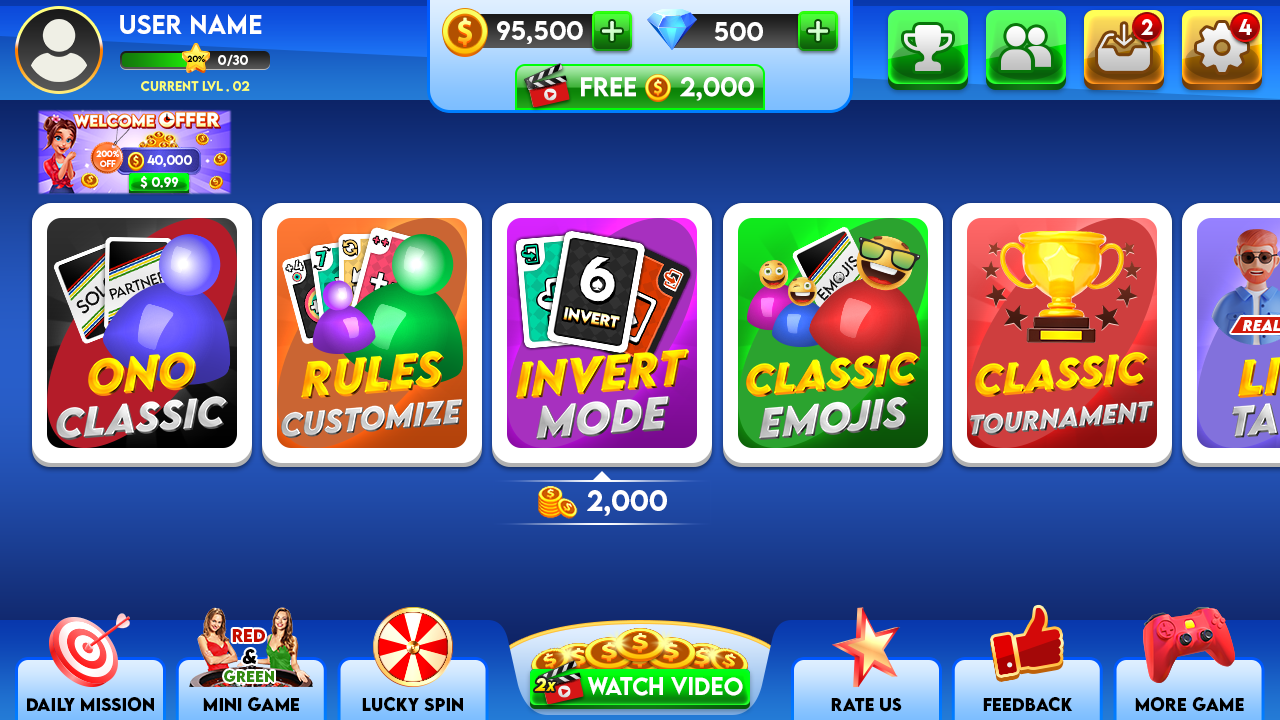 USER NAME
20% 0/30
CURRENT LVL . 02
95,500
500
FREE 2,000
2
4
WELCOME OFFER
200%
OFF
40,000
$ 0.99
PARTNER
ONO
CLASSIC
+4
RULES
CUSTOMIZE
6
INVERT
INVERT
MODE
EMOJIS
CLASSIC
EMOJIS
CLASSIC
TOURNAMENT
REAL
LI
TA
2,000
DAILY MISSION
RED
&
GREEN
MINI GAME
LUCKY SPIN
2x WATCH VIDEO
RATE US
FEEDBACK
MORE GAME